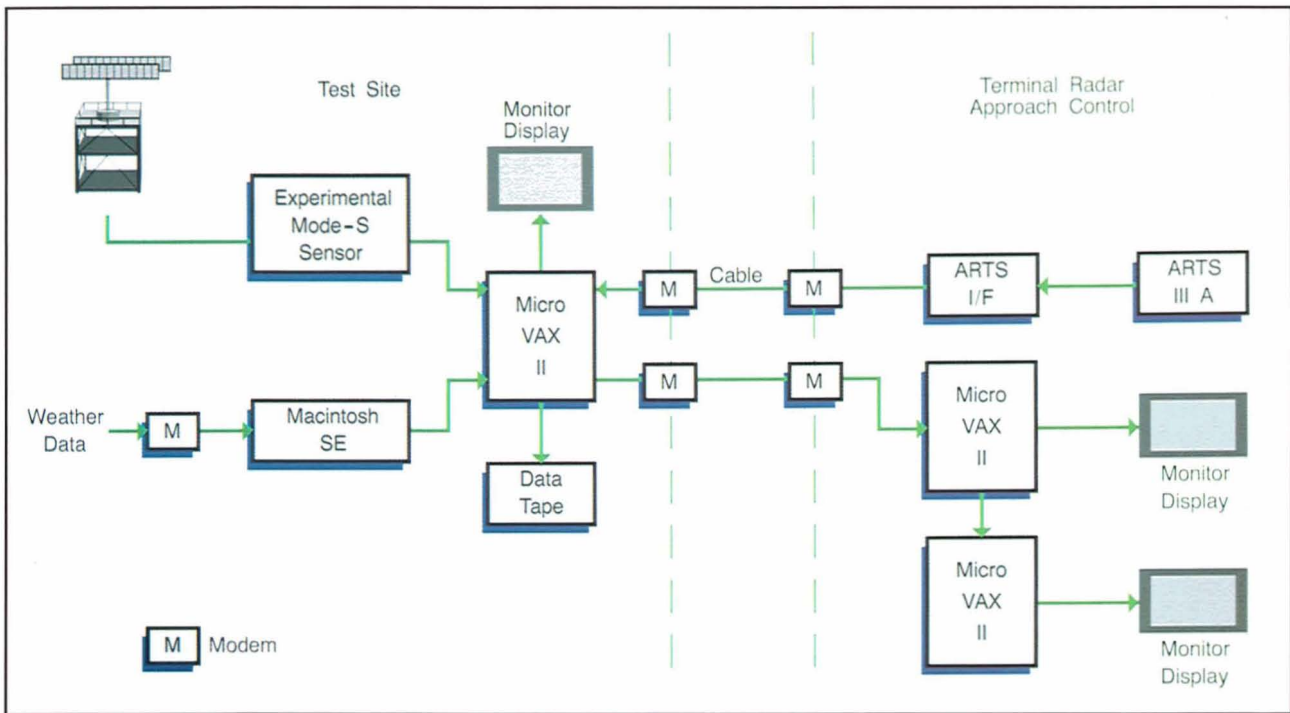 Test Site
Terminal Radar
Approach Control
Monitor
Display
Experimental
Mode-S
Sensor
Micro
VAX
II
M
Cable
M
ARTS
I/F
ARTS
III A
Weather
Data
M
Macintosh
SE
M
M
Micro
VAX
II
Monitor
Display
Data
Tape
Micro
VAX
II
Monitor
Display
M
Modem